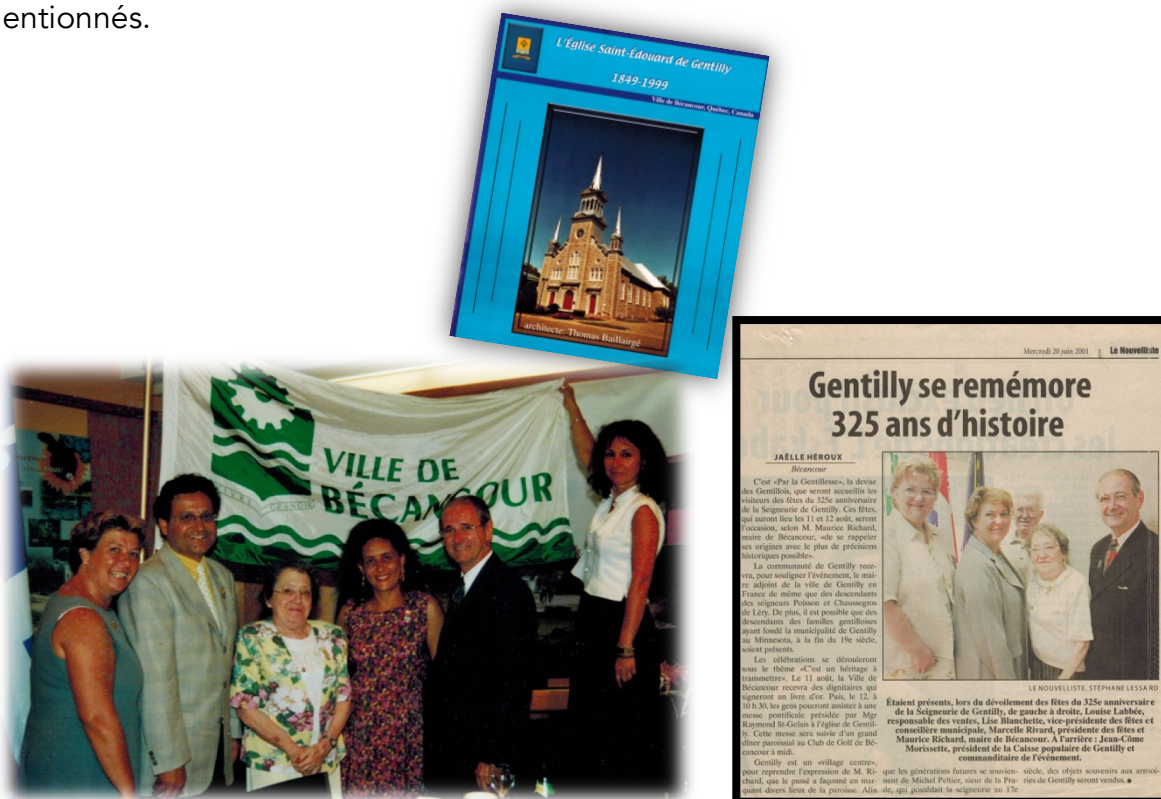 entionnés.
L'Église Saint-Édouard de Gentilly
1849-1999
Ville de Bécancour, Québec, Canada
architecte: Thomas Baillairgé
VILLE DE
BÉCANCOUR
Mercredi 20 juin 2001 Le Nouvelliste
Gentilly se remémore
325 ans d'histoire
JAËLLE HÉROUX
Bécancour
C'est «Par la Gentillesse», la devise
des Gentillois, que seront accueillis les
visiteurs des fêtes du 325e anniversaire
de la Seigneurie de Gentilly. Ces fêtes,
qui auront lieu les 11 et 12 août, seront
l'occasion, selon M. Maurice Richard,
maire de Bécancour, «de se rappeler
ses origines avec le plus de précisions
historiques possible».
La communauté de Gentilly rece-
vra, pour souligner l'événement, le mai-
re adjoint de la ville de Gentilly en
France de même que des descendants
des seigneurs Poisson et Chaussegros
de Léry. De plus, il est possible que des
descendants des familles gentilloises
ayant fondé la municipalité de Gentilly
au Minnesota, à la fin du 19e siècle,
soient présents.
Les célébrations se dérouleront
sous le thème «C'est un héritage à
transmettre». Le 11 août, la Ville de
Bécancour recevra des dignitaires qui
signeront un livre d'or. Puis, le 12, à
10 h 30, les gens pourront assister à une
messe pontificale présidée par Mgr
Raymond St-Gelais à l'église de Gentil-
ly. Cette messe sera suivie d'un grand
dîner paroissial au Club de Golf de Bé-
cancour à midi.
Gentilly est un «village centre»,
pour reprendre l'expression de M. Ri-
chard, que le passé a façonné en mar-
quant divers lieux de la paroisse. Afin
que les générations futures se souvien-
nent de Michel Peltier, sieur de la Pra-
de, qui possédait la seigneurie au 17e
siècle, des objets souvenirs aux armoi-
ries de Gentilly seront vendus.
LE NOUVELLISTE, STÉPHANE LESSARD
Étaient présents, lors du dévoilement des fêtes du 325e anniversaire
de la Seigneurie de Gentilly, de gauche à droite, Louise Labbée,
responsable des ventes, Lise Blanchette, vice-présidente des fêtes et
conseillère municipale, Marcelle Rivard, présidente des fêtes et
Maurice Richard, maire de Bécancour. A l'arrière : Jean-Côme
Morissette, président de la Caisse populaire de Gentilly et
commanditaire de l'événement.